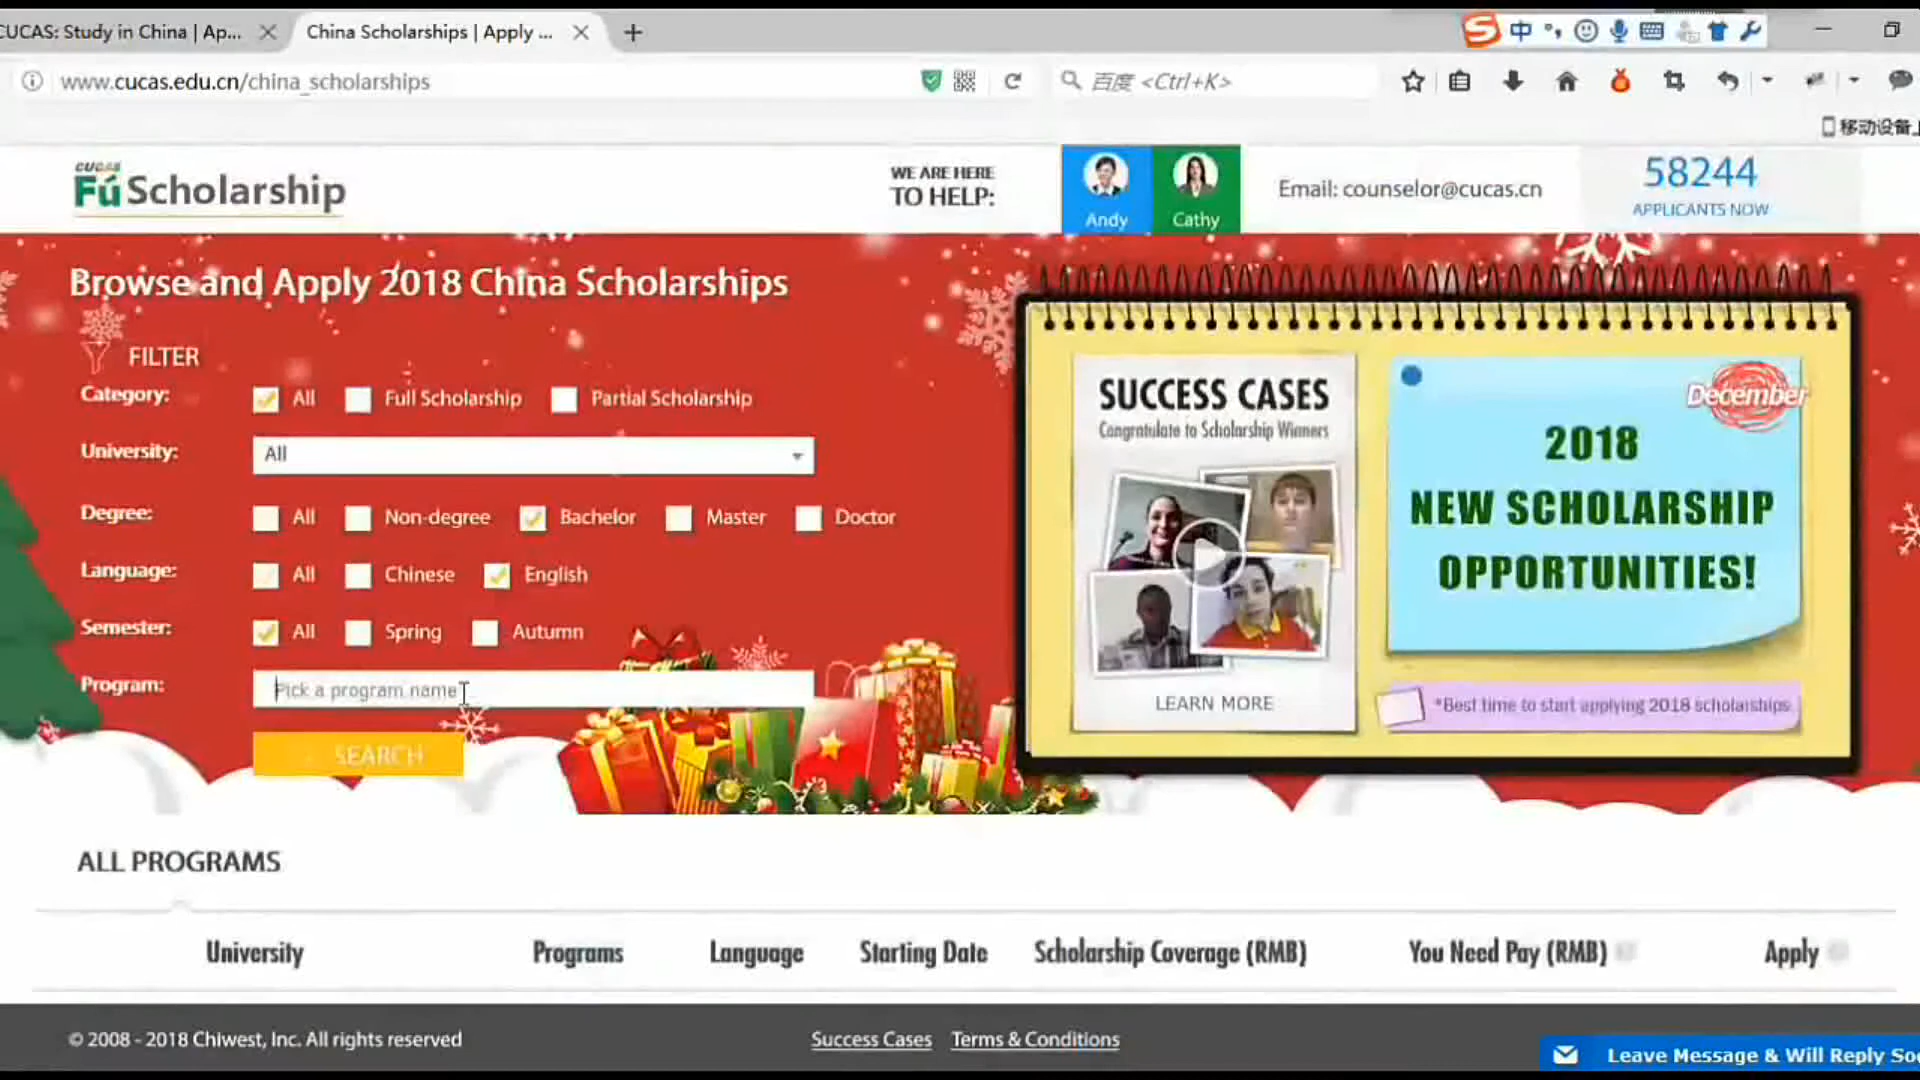 CUCAS: Study in China | Ap...
China Scholarships | Apply ...
中
www.cucas.edu.cn/china_scholarships
百度 <Ctrl+K>
移动设备上
CUCAS
Fú Scholarship
WE ARE HERE
TO HELP:
Andy
Cathy
Email: counselor@cucas.cn
58244
APPLICANTS NOW
Browse and Apply 2018 China Scholarships
FILTER
Category:
All
Full Scholarship
Partial Scholarship
University:
All
Degree:
All
Non-degree
Bachelor
Master
Doctor
Language:
All
Chinese
English
Semester:
All
Spring
Autumn
Program:
Pick a program name
SEARCH
SUCCESS CASES
Congratulate to Scholarship Winners
LEARN MORE
December
2018
NEW SCHOLARSHIP
OPPORTUNITIES!
*Best time to start applying 2018 scholarships
ALL PROGRAMS
University
Programs
Language
Starting Date
Scholarship Coverage (RMB)
You Need Pay (RMB)
Apply
© 2008 - 2018 Chiwest, Inc. All rights reserved
Success Cases
Terms & Conditions
Leave Message & Will Reply Soo